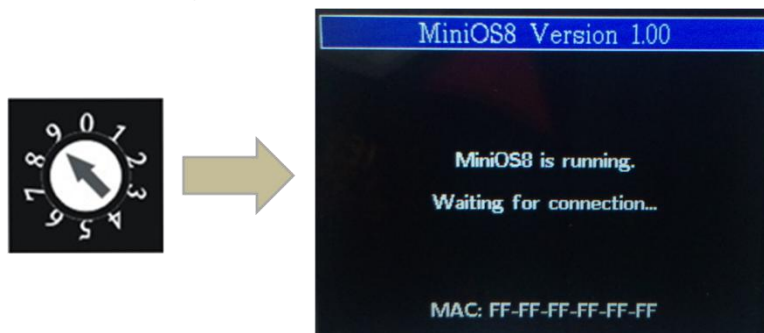 0 1 2 3 4 5 6 7 8 9
MiniOS8 Version 1.00
MiniOS8 is running.
Waiting for connection...
MAC: FF-FF-FF-FF-FF-FF